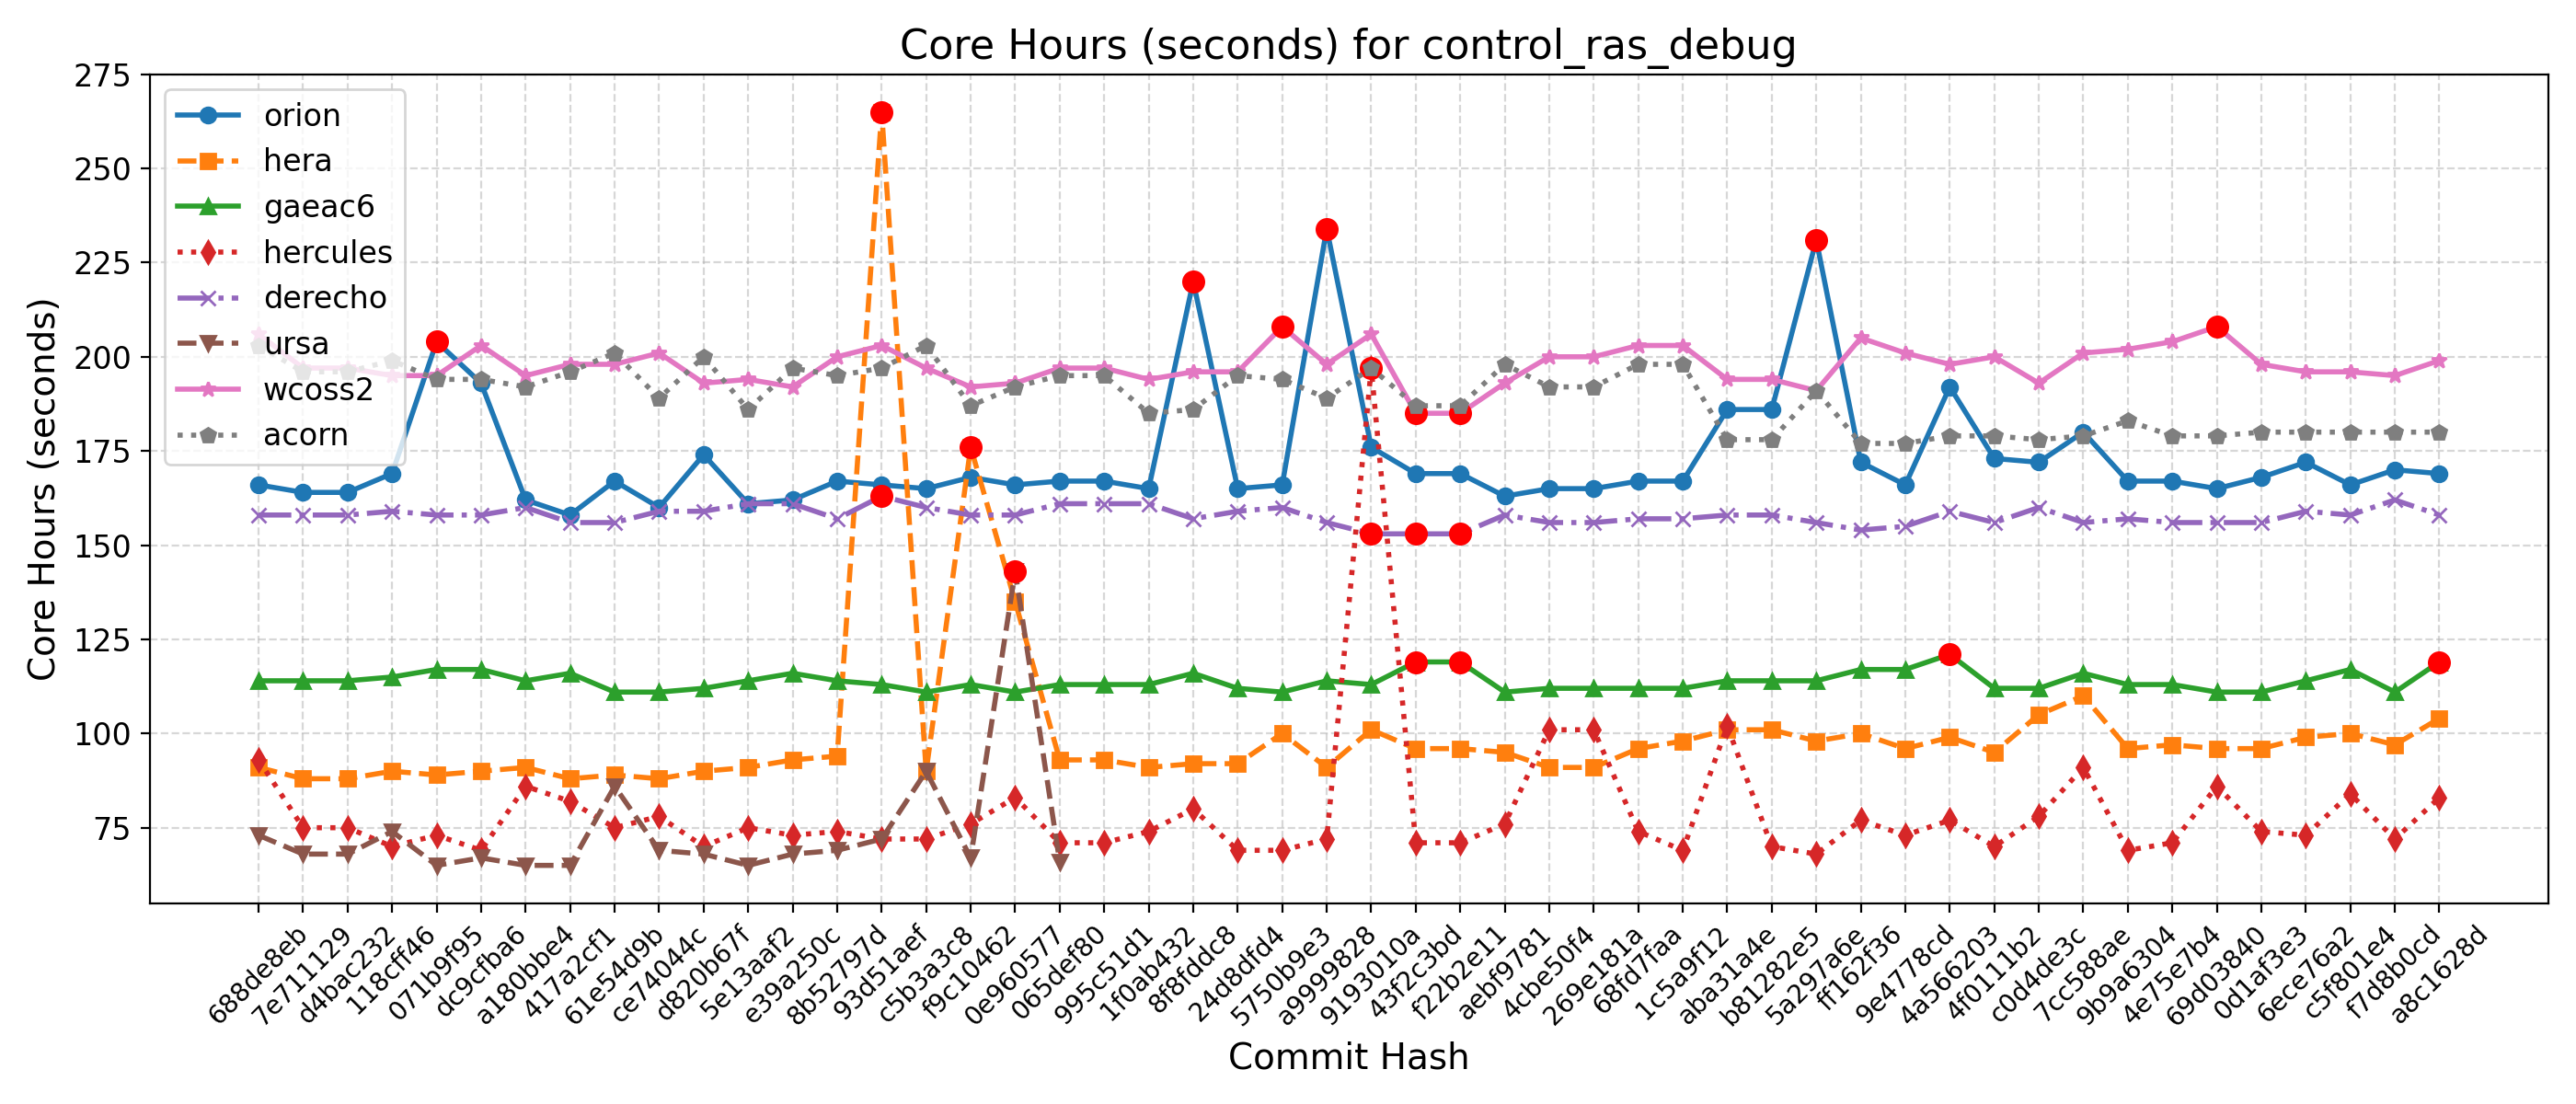 Core Hours (seconds) for control_ras_debug
Core Hours (seconds)
275
250
225
200
175
150
125
100
75
orion
hera
gaeac6
hercules
derecho
ursa
wcoss2
acorn
688de8eb
7e711129
d4bac232
118cff46
071b9f95
dc9cfba6
a180bbe4
417a2cf1
61e54d9b
ce74044c
d820b67f
5e13aaf2
e39a250c
8b52797d
93d51aef
c5b3a3c8
f9c10462
0e960577
065def80
995c51d1
1f0ab432
8f8fddc8
24d8dfd4
5750b9e3
a9999828
9193010a
43f2c3bd
f22b2e11
aebf9781
4cbe50f4
269e181a
68fd7faa
1c5a9f12
aba31a4e
b81282e5
5a297a6e
ff162f36
9e4778cd
4a566203
4f0111b2
c0d4de3c
7cc588ae
9b9a6304
4e75e7b4
69d03840
0d1af3e3
6ece76a2
c5f801e4
f7d8b0cd
a8c1628d
Commit Hash